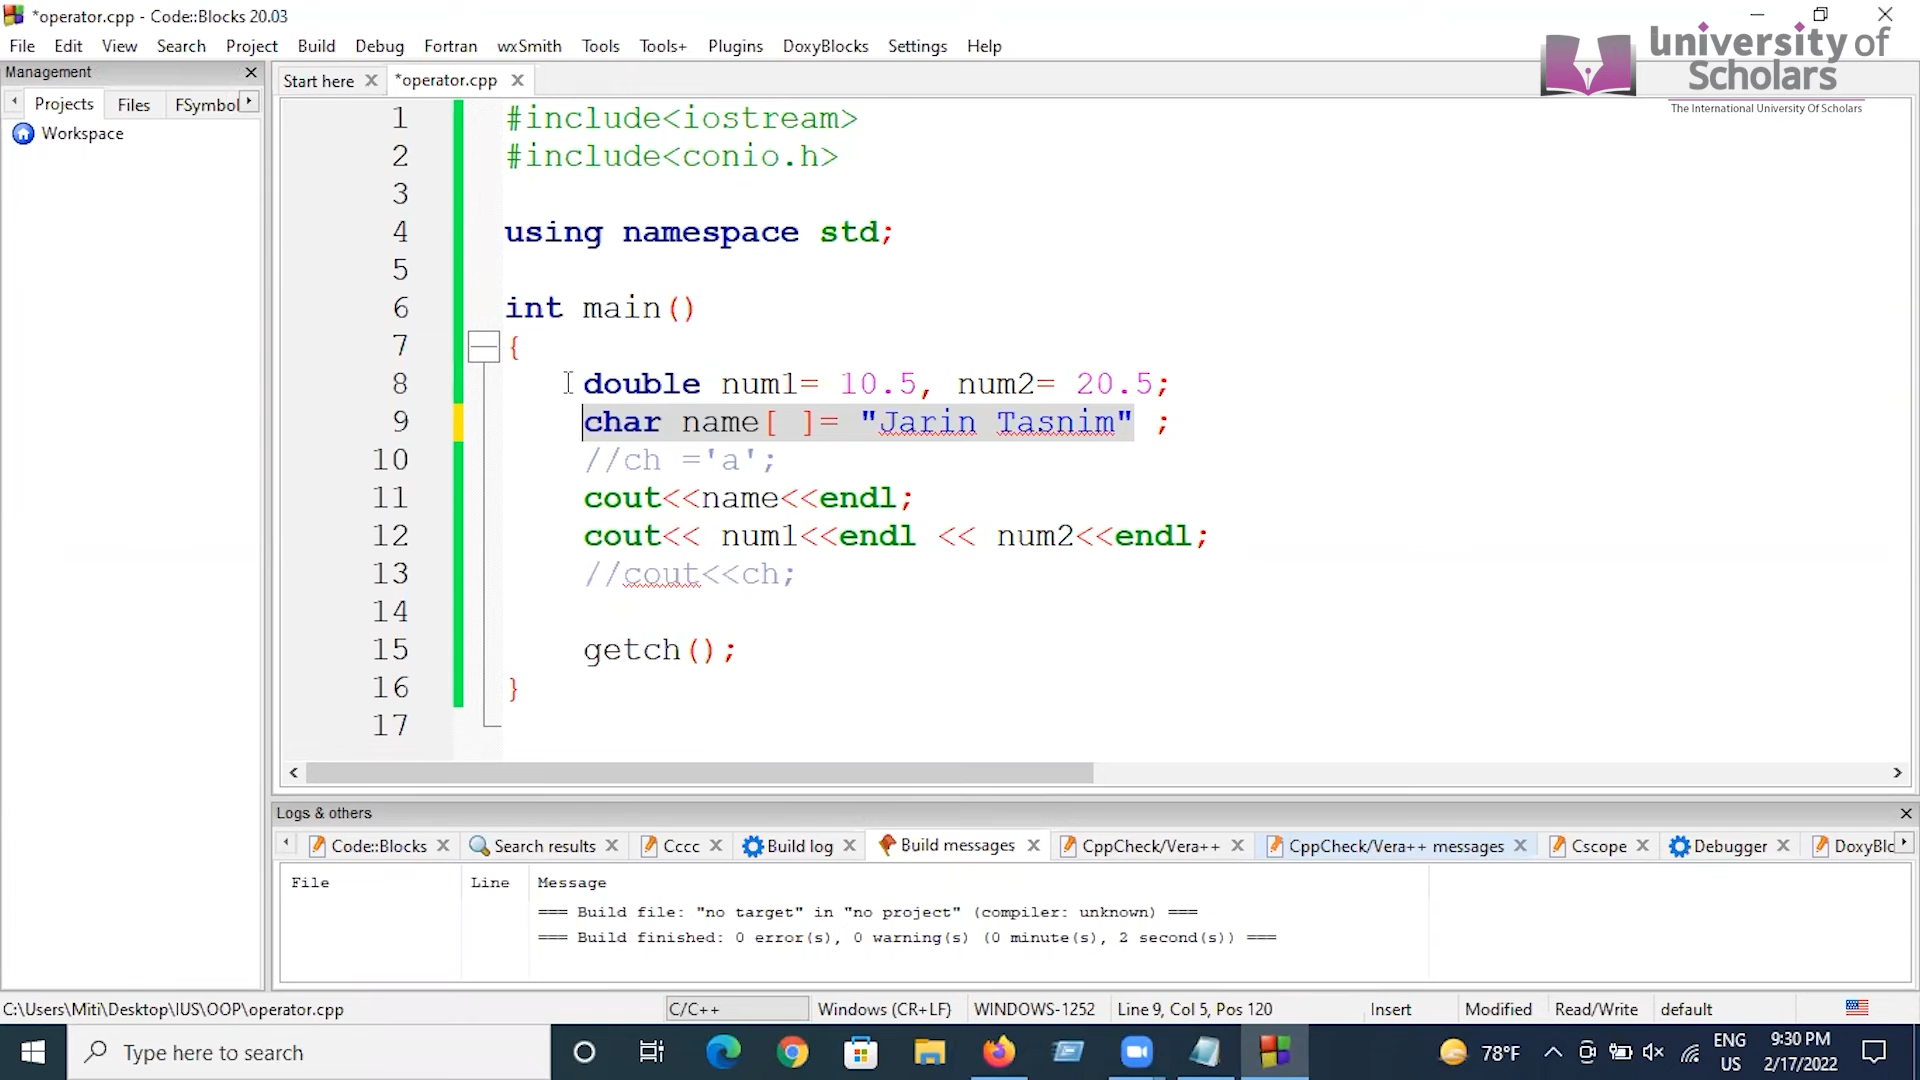 *operator.cpp - Code::Blocks 20.03
university of
Scholars
The International University Of Scholars
File Edit View Search Project Build Debug Fortran wxSmith Tools Tools+ Plugins DoxyBlocks Settings Help
Management
Start here *operator.cpp
Projects Files FSymbol
Workspace
1 #include<iostream>
2 #include<conio.h>
3
4 using namespace std;
5
6 int main()
7 {
8 double num1= 10.5, num2= 20.5;
9 char name[ ]= "Jarin Tasnim" ;
10 //ch ='a';
11 cout<<name<<endl;
12 cout<< num1<<endl << num2<<endl;
13 //cout<<ch;
14
15 getch();
16 }
17
Logs & others
Code::Blocks Search results Cccc Build log Build messages CppCheck/Vera++ CppCheck/Vera++ messages Cscope Debugger DoxyBlo
File Line Message
=== Build file: "no target" in "no project" (compiler: unknown) ===
=== Build finished: 0 error(s), 0 warning(s) (0 minute(s), 2 second(s)) ===
C:\Users\Miti\Desktop\IUS\OOP\operator.cpp C/C++ Windows (CR+LF) WINDOWS-1252 Line 9, Col 5, Pos 120 Insert Modified Read/Write default
Type here to search
78°F
ENG
US
9:30 PM
2/17/2022